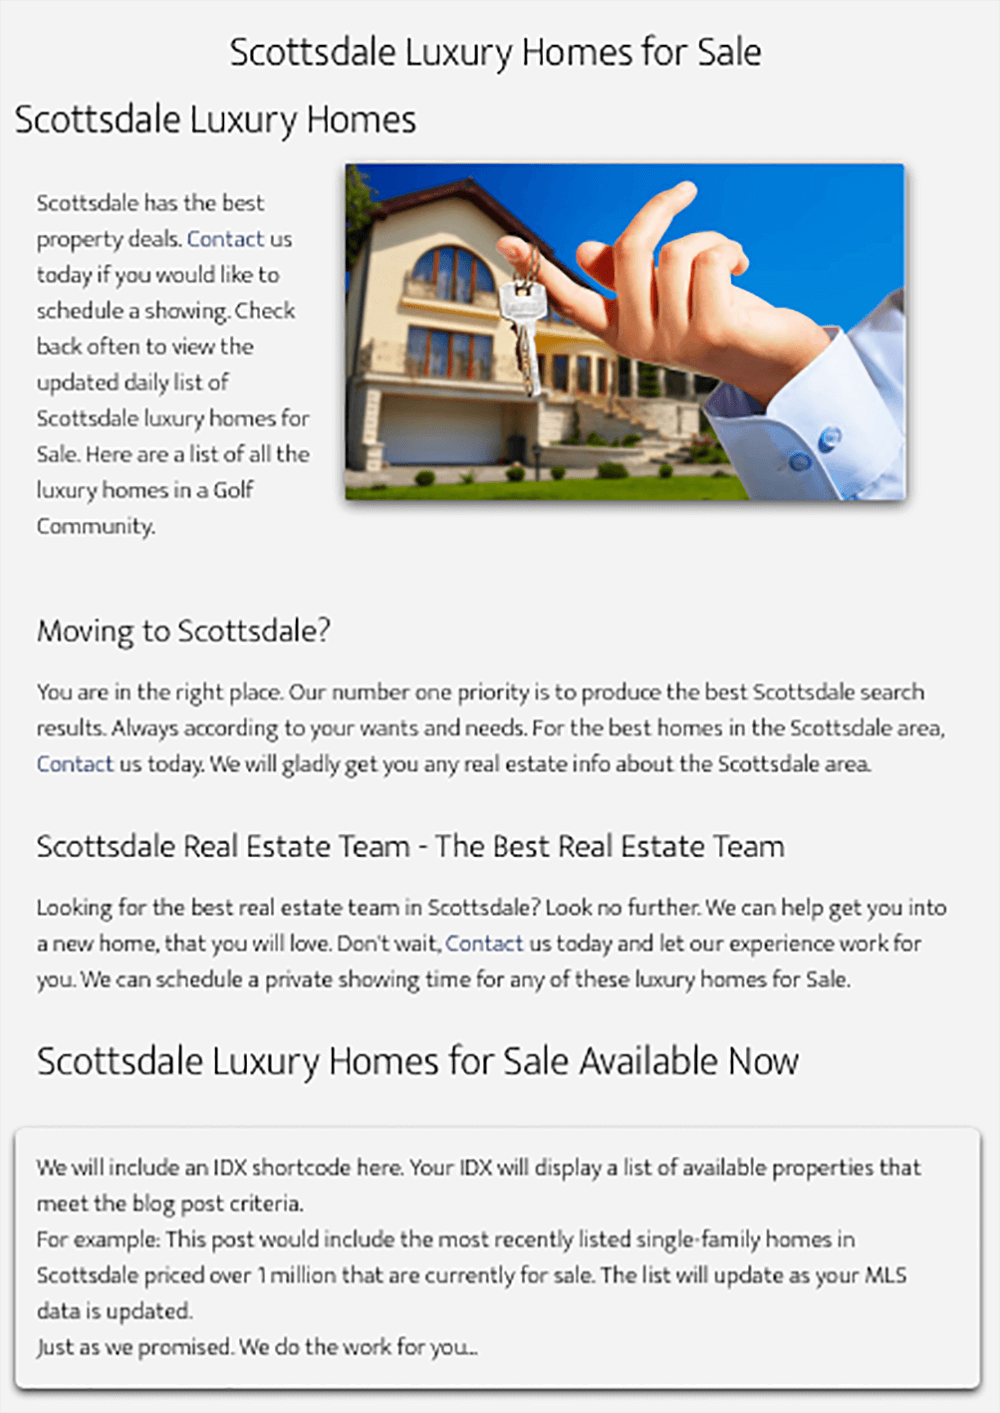 Scottsdale Luxury Homes for Sale
Scottsdale Luxury Homes
Scottsdale has the best
property deals. Contact us
today if you would like to
schedule a showing. Check
back often to view the
updated daily list of
Scottsdale luxury homes for
Sale. Here are a list of all the
luxury homes in a Golf
Community.
Moving to Scottsdale?
You are in the right place. Our number one priority is to produce the best Scottsdale search
results. Always according to your wants and needs. For the best homes in the Scottsdale area,
Contact us today. We will gladly get you any real estate info about the Scottsdale area.
Scottsdale Real Estate Team - The Best Real Estate Team
Looking for the best real estate team in Scottsdale? Look no further. We can help get you into
a new home, that you will love. Don't wait, Contact us today and let our experience work for
you. We can schedule a private showing time for any of these luxury homes for Sale.
Scottsdale Luxury Homes for Sale Available Now
We will include an IDX shortcode here. Your IDX will display a list of available properties that
meet the blog post criteria.
For example: This post would include the most recently listed single-family homes in
Scottsdale priced over 1 million that are currently for sale. The list will update as your MLS
data is updated.
Just as we promised. We do the work for you...